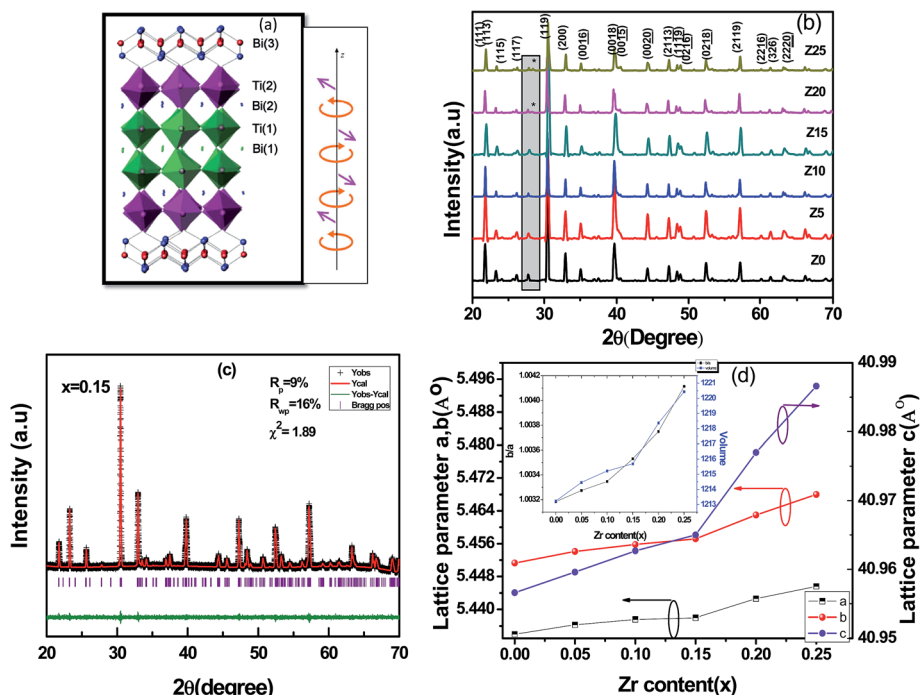 (a)
Bi(3)
Ti(2)
Bi(2)
Ti(1)
Bi(1)
z
(b)
(111)
(113)
(115)
(117)
(119)
(200)
(0016)
(0018)
(0015)
(0020)
(2113)
(1119)
(0216)
(0218)
(2119)
(2216)
(326)
(2220)
*
*
Z25
Z20
Z15
Z10
Z5
Z0
Intensity(a.u)
20 30 40 50 60 70
2θ(Degree)
(c)
x=0.15
Rp=9%
Rwp=16%
χ²= 1.89
Yobs
Ycal
Yobs-Ycal
Bragg pos
Intensity (a.u)
20 30 40 50 60 70
2θ(degree)
(d)
Lattice parameter a,b(A⁰)
5.496
5.488
5.480
5.472
5.464
5.456
5.448
5.440
40.99
40.98
40.97
40.96
40.95
Lattice parameter c(A⁰)
b/a
volume
1.0042
1.0040
1.0038
1.0036
1.0034
1.0032
b/a
1221
1220
1219
1218
1217
1216
1215
1214
1213
Volume
0.00 0.05 0.10 0.15 0.20 0.25
Zr content(x)
a
b
c
0.00 0.05 0.10 0.15 0.20 0.25
Zr content(x)